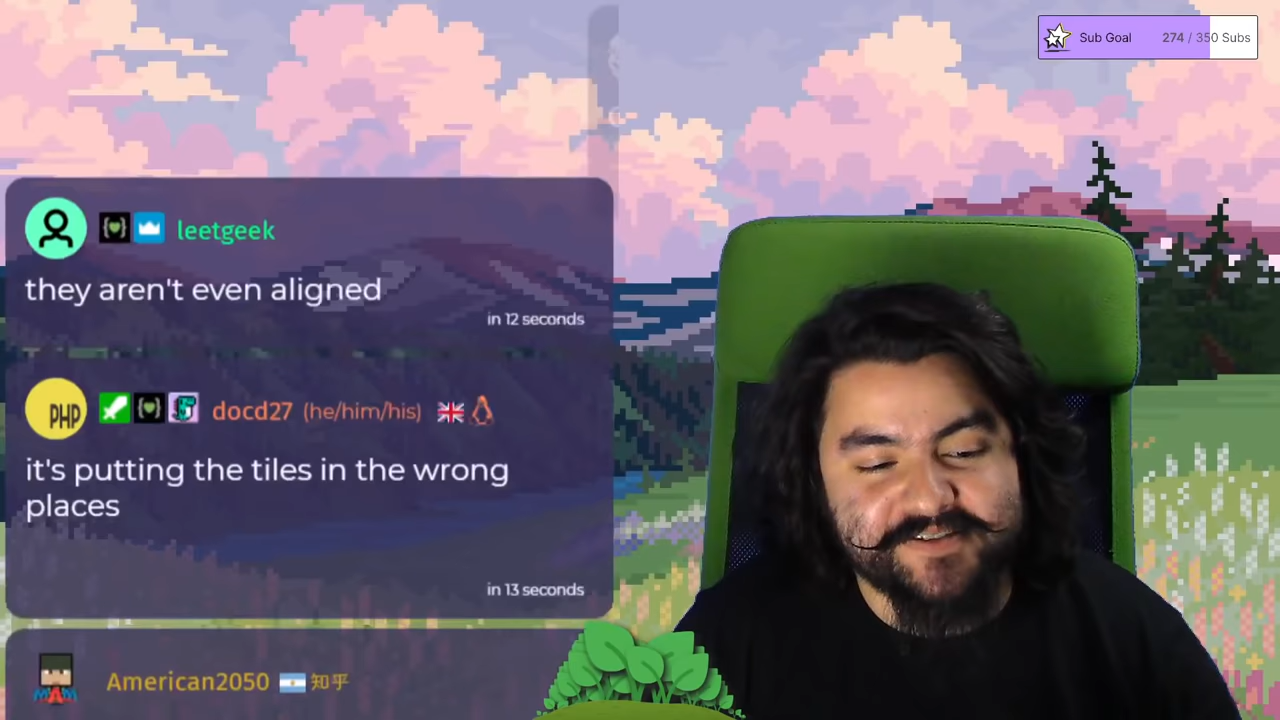 Sub Goal 274 / 350 Subs
leetgeek
they aren't even aligned
in 12 seconds
PHP
docd27 (he/him/his)
it's putting the tiles in the wrong
places
in 13 seconds
American2050 知乎